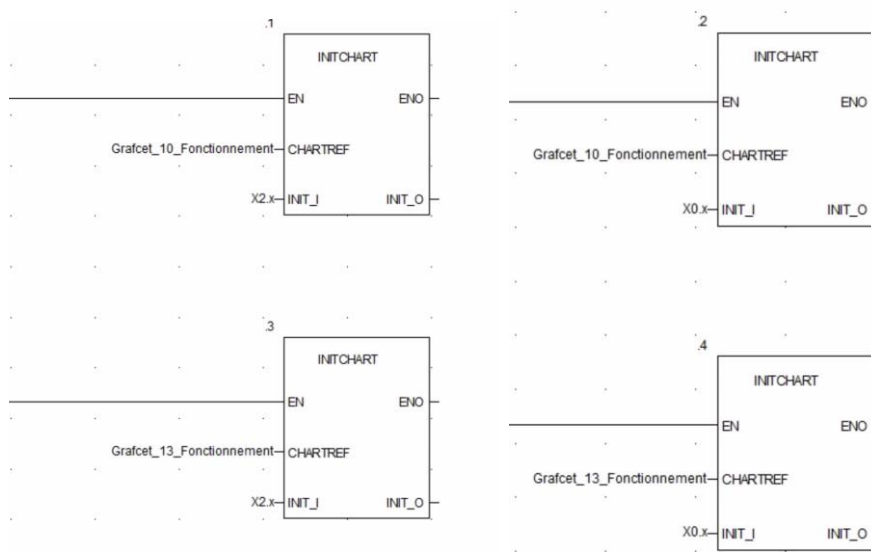 .1
INITCHART
EN ENO
Grafcet_10_Fonctionnement CHARTREF
X2.x INIT_I INIT_O
.3
INITCHART
EN ENO
Grafcet_13_Fonctionnement CHARTREF
X2.x INIT_I INIT_O
.2
INITCHART
EN ENO
Grafcet_10_Fonctionnement CHARTREF
X0.x INIT_I INIT_O
.4
INITCHART
EN ENO
Grafcet_13_Fonctionnement CHARTREF
X0.x INIT_I INIT_O